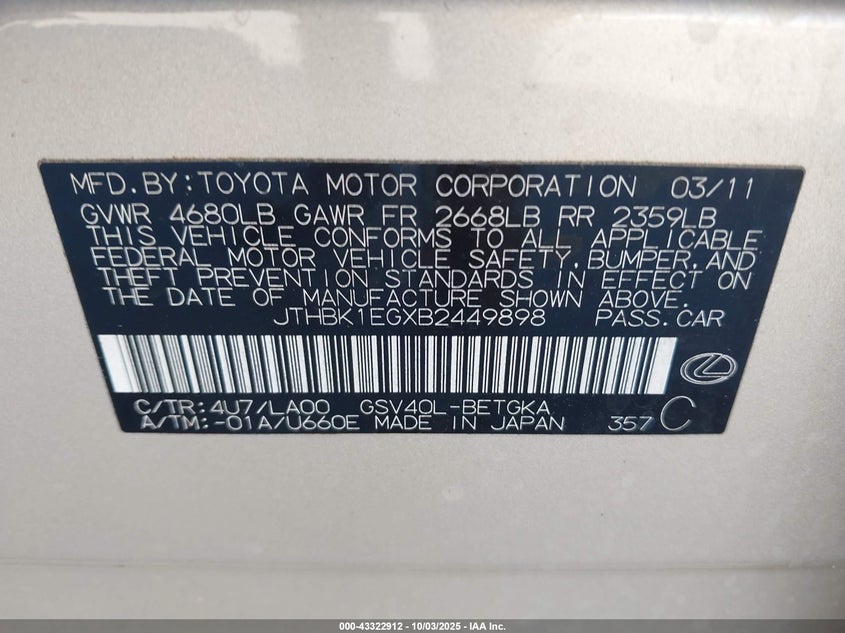 MFD.BY:TOYOTA MOTOR CORPORATION 03/11
GVWR 4680LB GAWR FR 2668LB RR 2359LB
THIS VEHICLE CONFORMS TO ALL APPLICABLE
FEDERAL MOTOR VEHICLE SAFETY,BUMPER,AND
THEFT PREVENTION STANDARDS IN EFFECT ON
THE DATE OF MANUFACTURE SHOWN ABOVE.
JTHBK1EGXB2449898 PASS.CAR
C/TR:4U7/LA00 GSV40L-BETGKA
A/TM:-01A/U660E MADE IN JAPAN 357 C
000-43322912 - 10/03/2025 - IAA Inc.